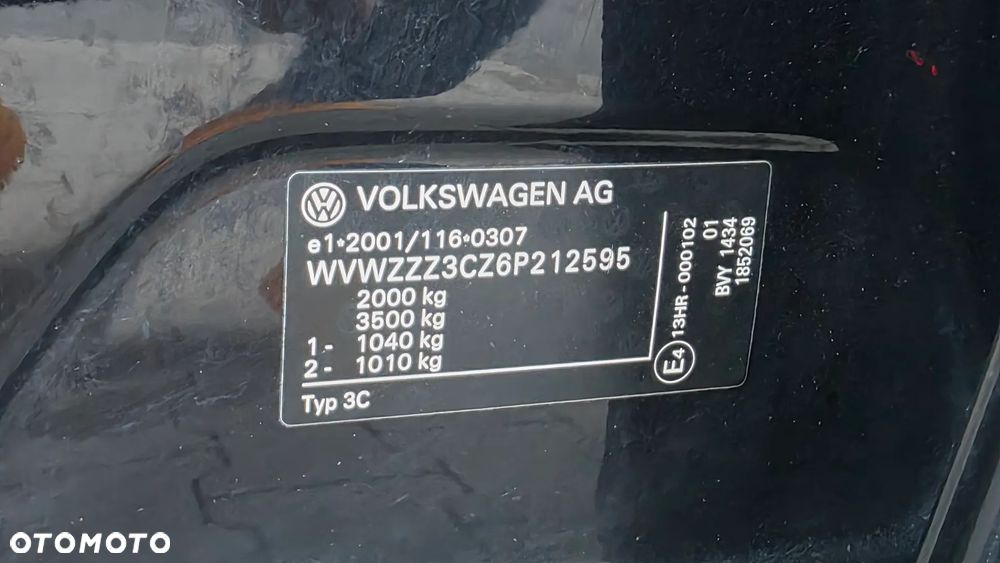 VOLKSWAGEN AG
e1*2001/116*0307
WVWZZZ3CZ6P212595
2000 kg
3500 kg
1- 1040 kg
2- 1010 kg
Typ 3C
E4 13HR-000102
01
BVY 1434
1852069
OTOMOTO